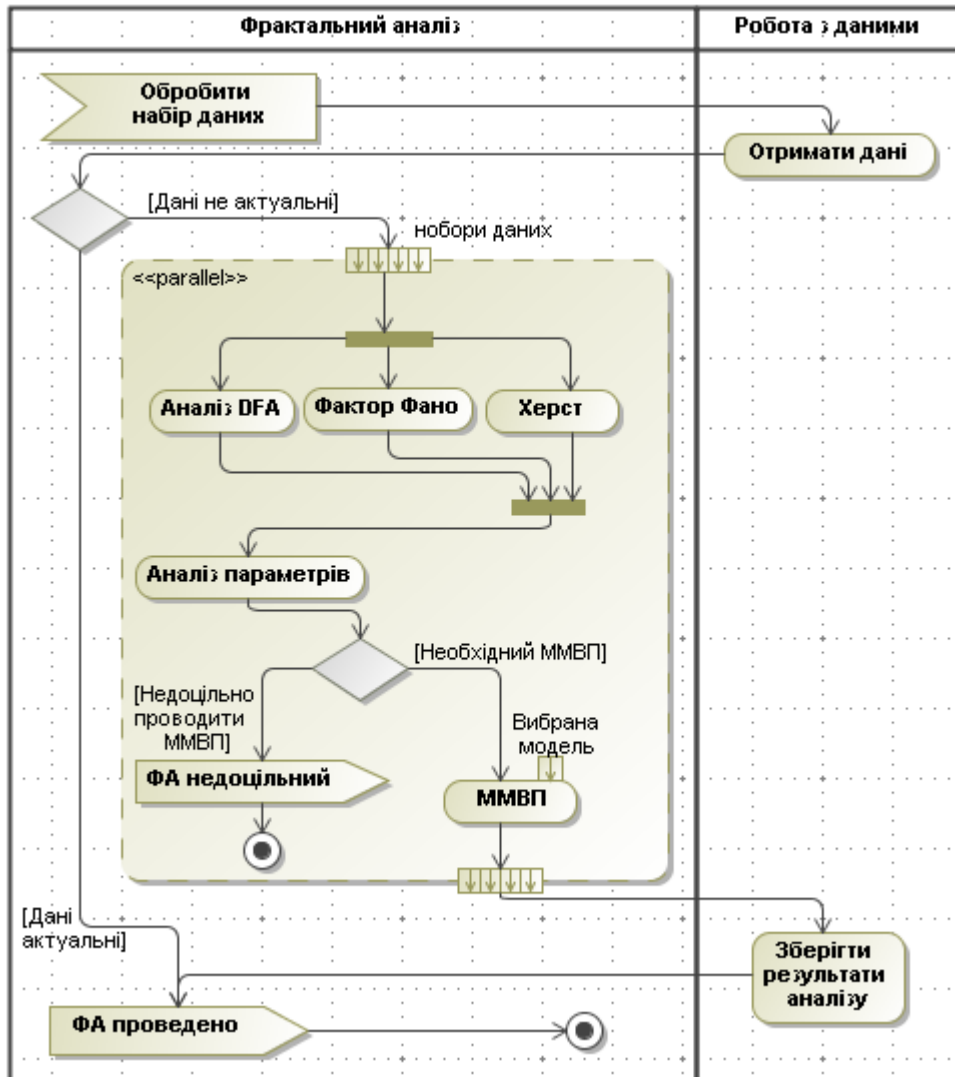 Фрактальний аналіз
Робота з даними
Обробити
набір даних
Отримати дані
[Дані не актуальні]
нобори даних
<<parallel>>
Аналіз DFA
Фактор Фано
Херст
Аналіз параметрів
[Необхідний ММВП]
[Недоцільно
проводити
ММВП]
Вибрана
модель
ФА недоцільний
ММВП
[Дані
актуальні]
Зберігти
результати
аналізу
ФА проведено